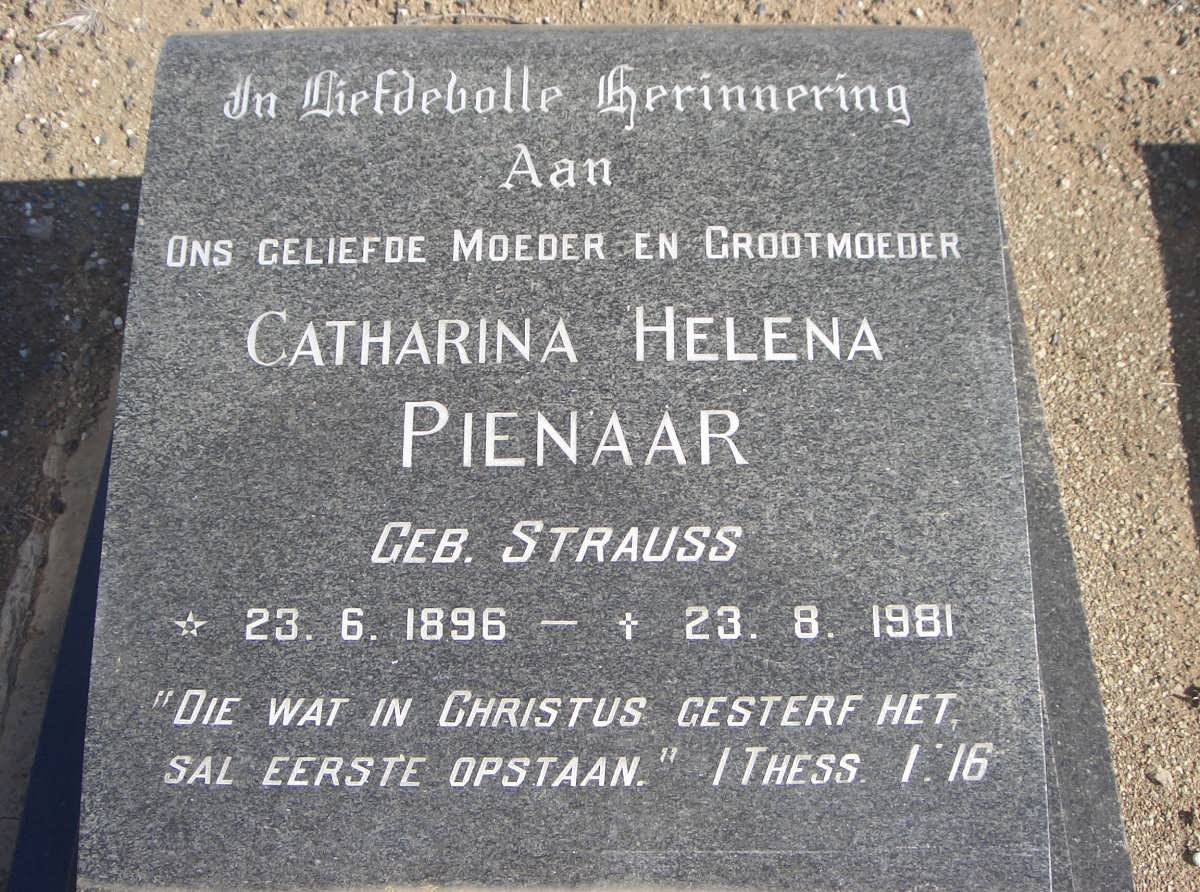 In Liefdevolle Herinnering
Aan
ONS GELIEFDE MOEDER EN GROOTMOEDER
CATHARINA HELENA
PIENAAR
GEB. STRAUSS
☆ 23. 6. 1896 — † 23. 8. 1981
"DIE WAT IN CHRISTUS GESTERF HET,
SAL EERSTE OPSTAAN." I THESS. 1:16